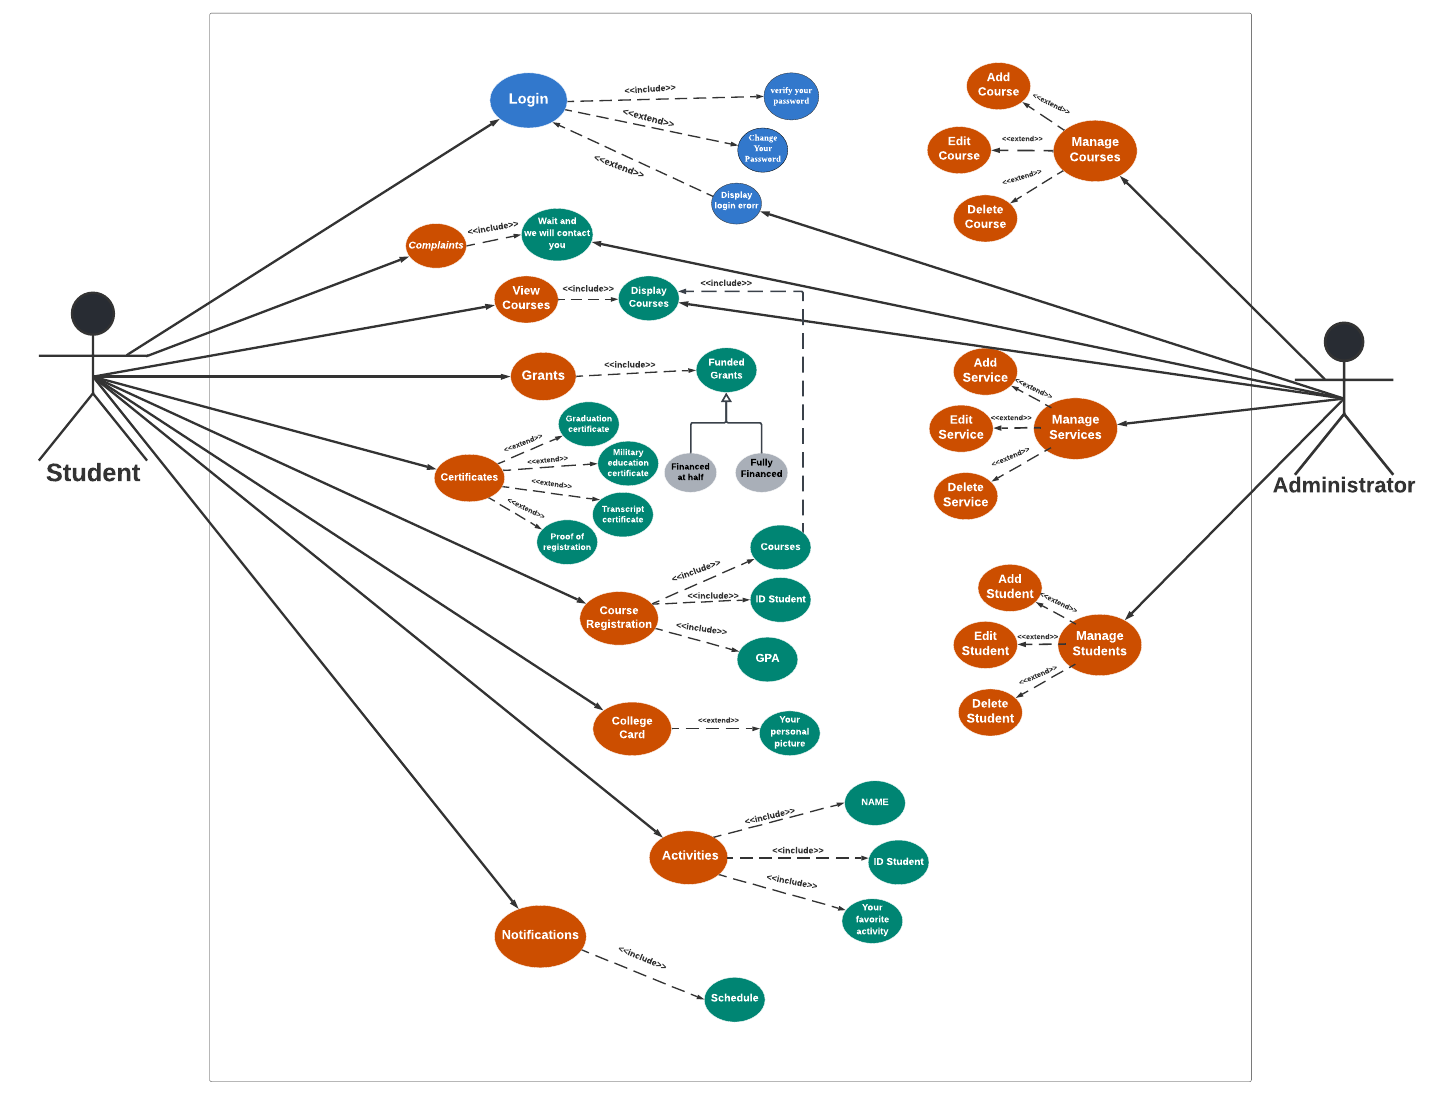 Login
<<include>>
verify your
password
<<extend>>
Change
Your
Password
<<extend>>
Display
login erorr
Complaints
<<include>>
Wait and
we will contact
you
View
Courses
<<include>>
Display
Courses
<<include>>
Grants
<<include>>
Funded
Grants
Financed
at half
Fully
Financed
Certificates
<<extend>>
Graduation
certificate
<<extend>>
Military
education
certificate
<<extend>>
Transcript
certificate
<<extend>>
Proof of
registration
Course
Registration
<<include>>
Courses
<<include>>
ID Student
<<include>>
GPA
College
Card
<<extend>>
Your
personal
picture
Activities
<<include>>
NAME
<<include>>
ID Student
<<include>>
Your
favorite
activity
Notifications
<<include>>
Schedule
Student
Add
Course
<<extend>>
Edit
Course
<<extend>>
Manage
Courses
<<extend>>
Delete
Course
Add
Service
<<extend>>
Edit
Service
<<extend>>
Manage
Services
<<extend>>
Delete
Service
Add
Student
<<extend>>
Edit
Student
<<extend>>
Manage
Students
<<extend>>
Delete
Student
Administrator